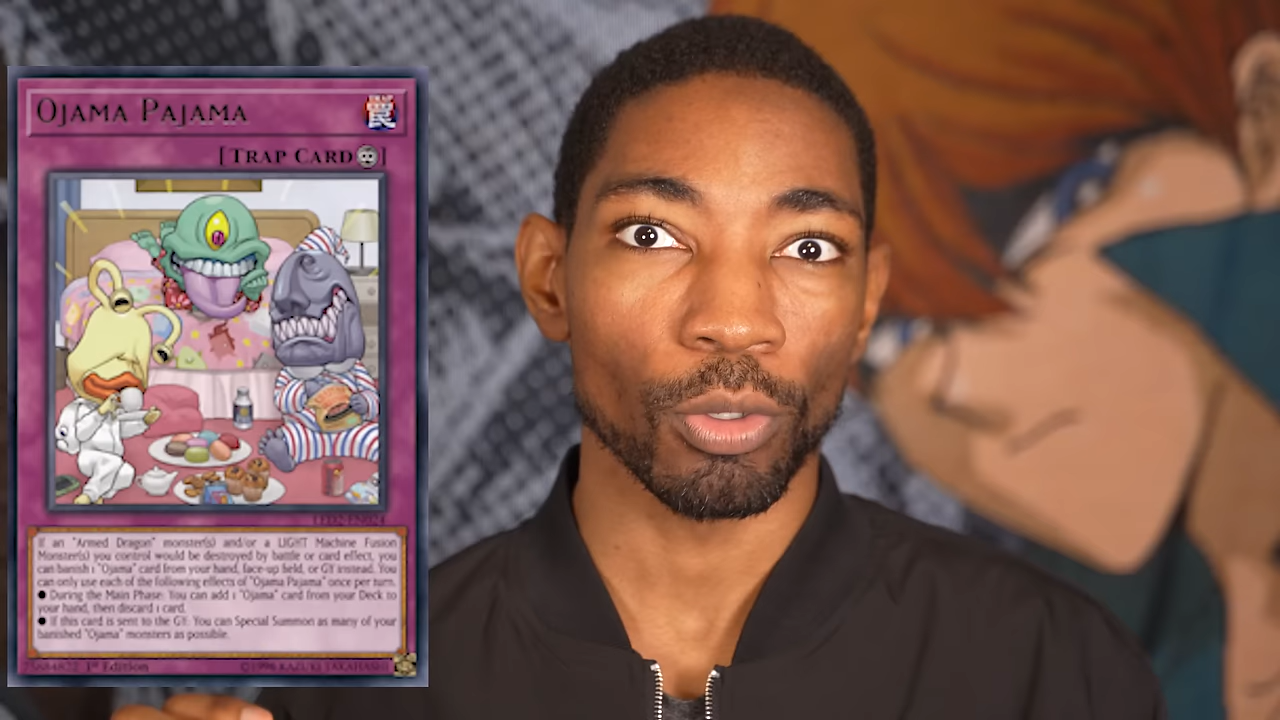 OJAMA PAJAMA
罠
[TRAP CARD]
LED2-EN024
If an "Armed Dragon" monster(s) and/or a LIGHT Machine Fusion
Monster(s) you control would be destroyed by battle or card effect, you
can banish 1 "Ojama" card from your hand, face-up field, or GY instead. You
can only use each of the following effects of "Ojama Pajama" once per turn.
● During the Main Phase: You can add 1 "Ojama" card from your Deck to
your hand, then discard 1 card.
● If this card is sent to the GY: You can Special Summon as many of your
banished "Ojama" monsters as possible.
1st Edition
©1996 KAZUKI TAKAHASHI